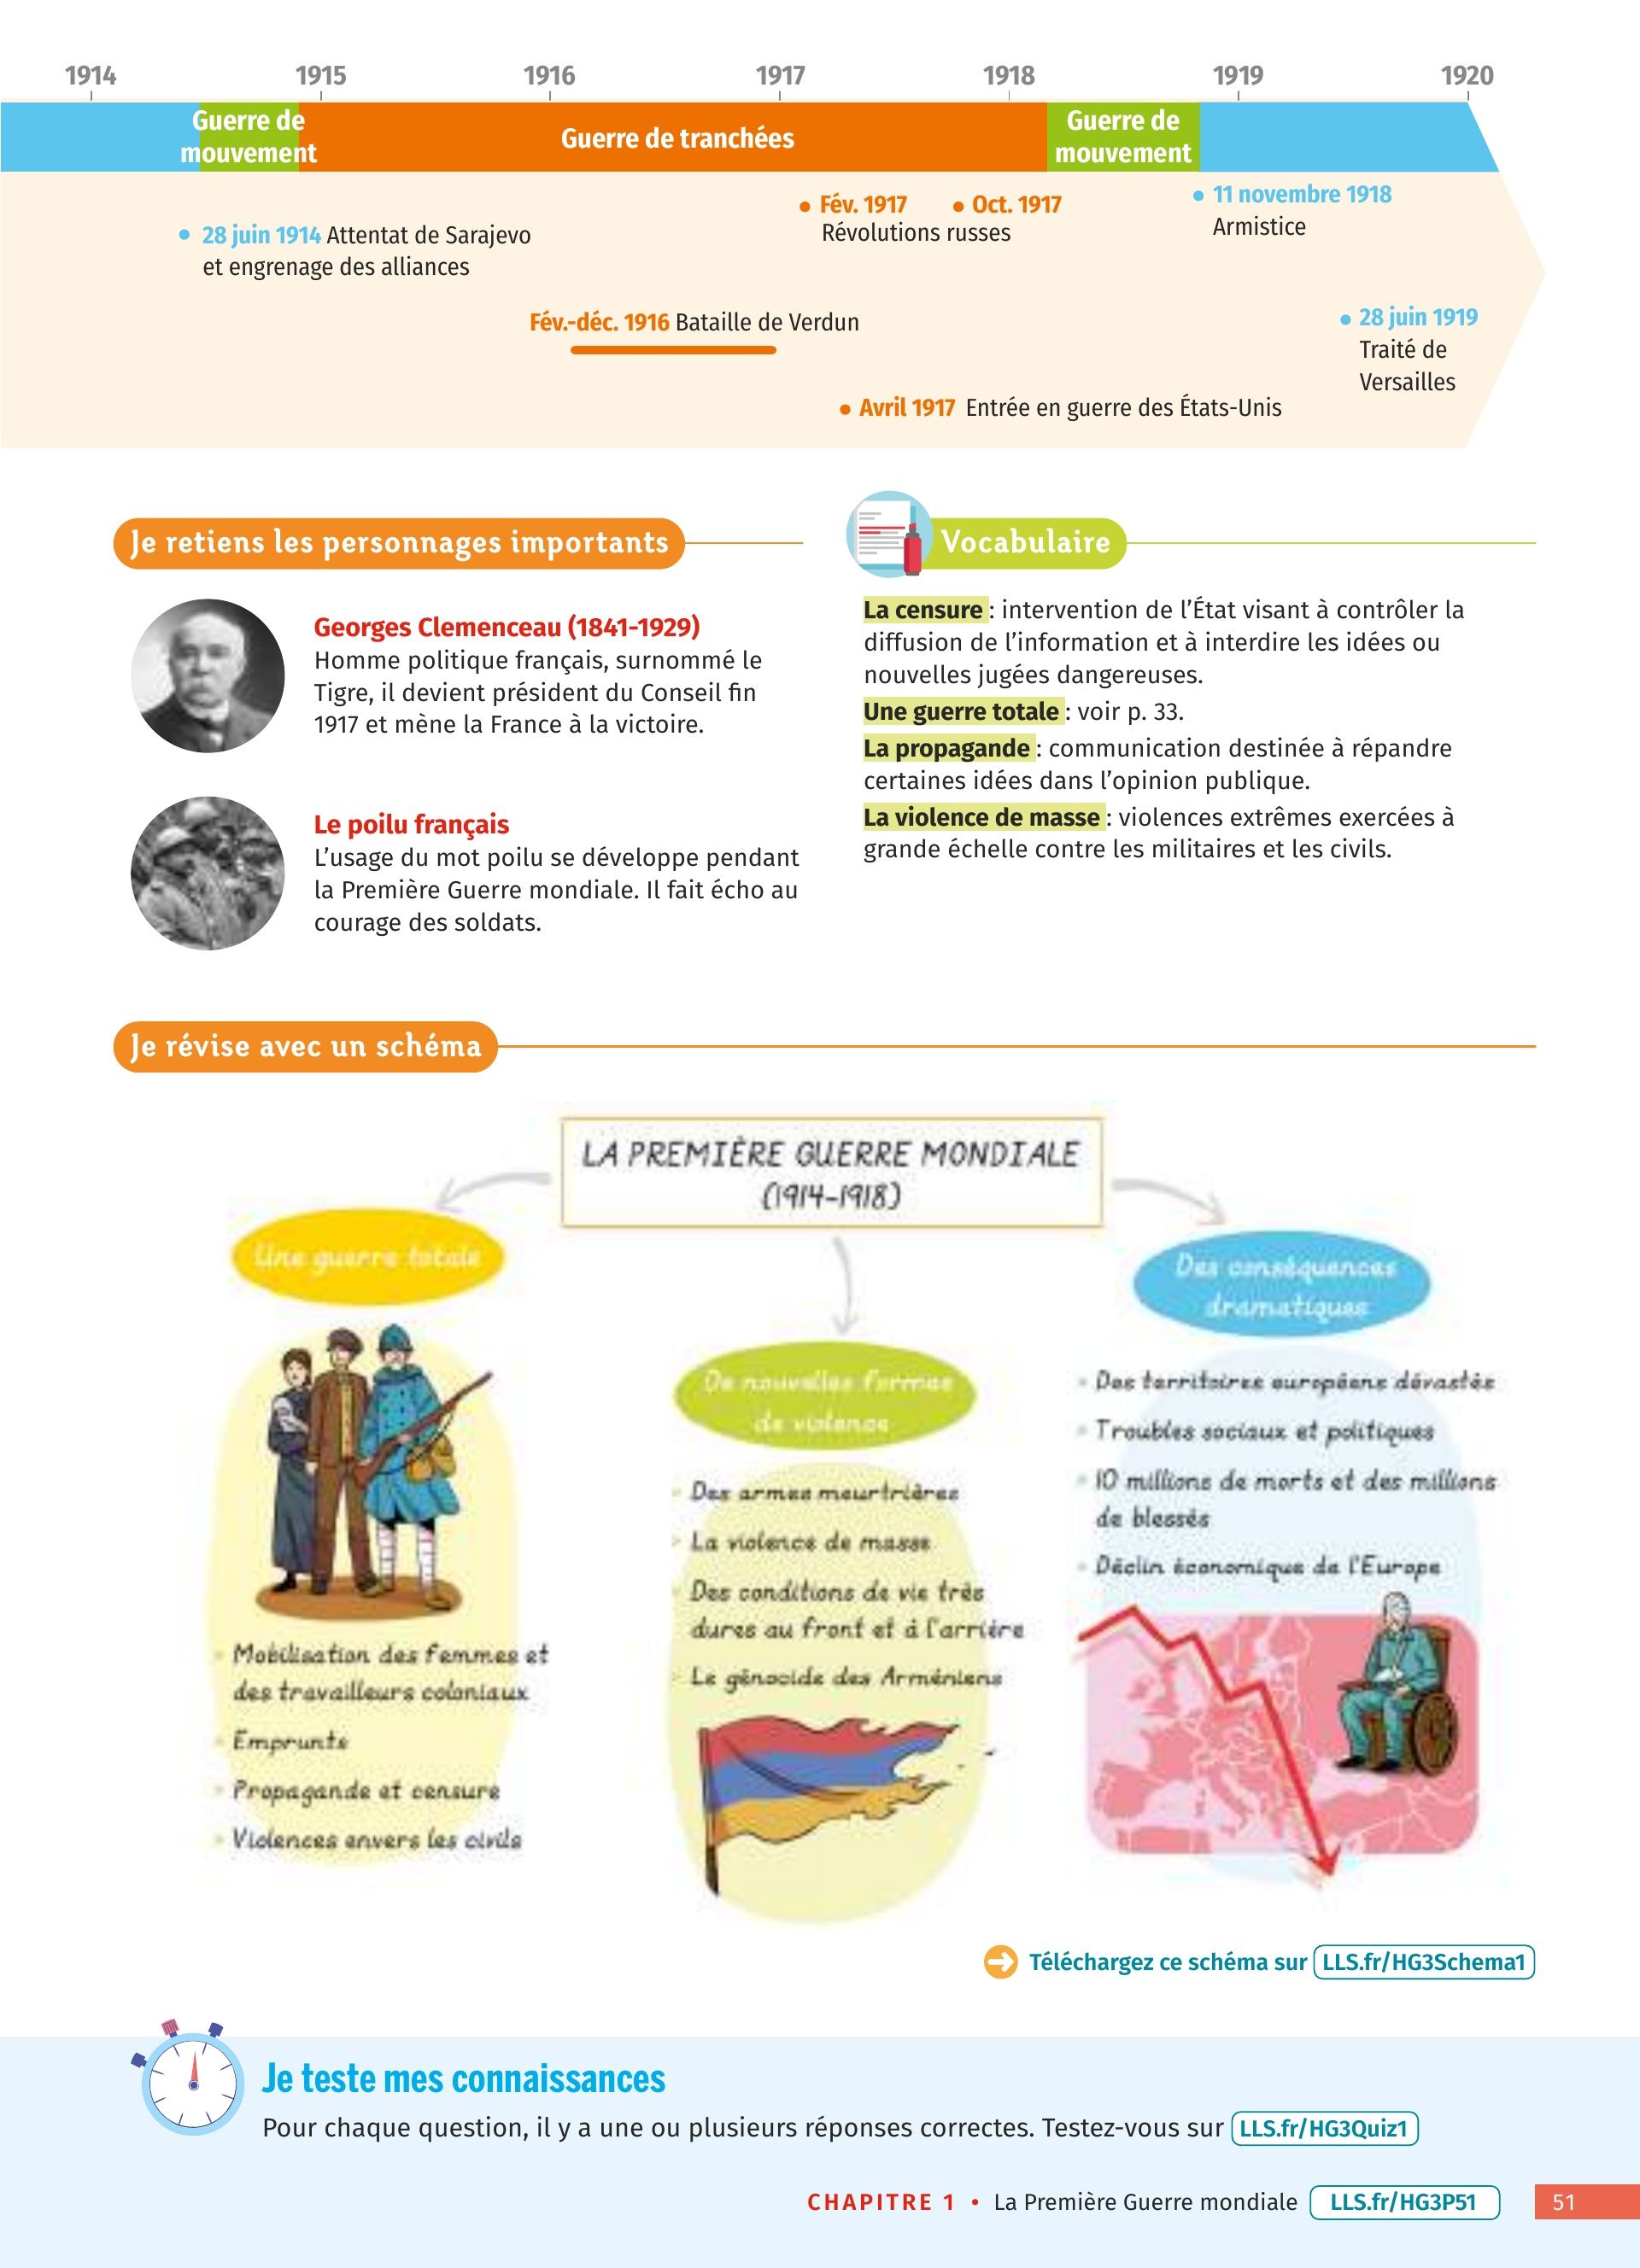 1914 1915 1916 1917 1918 1919 1920
Guerre de
mouvement
Guerre de tranchées
Guerre de
mouvement
28 juin 1914 Attentat de Sarajevo
et engrenage des alliances
Fév. 1917 Oct. 1917
Révolutions russes
11 novembre 1918
Armistice
Fév.-déc. 1916 Bataille de Verdun
28 juin 1919
Traité de
Versailles
Avril 1917 Entrée en guerre des États-Unis
Je retiens les personnages importants
Georges Clemenceau (1841-1929)
Homme politique français, surnommé le
Tigre, il devient président du Conseil fin
1917 et mène la France à la victoire.
Le poilu français
L’usage du mot poilu se développe pendant
la Première Guerre mondiale. Il fait écho au
courage des soldats.
Vocabulaire
La censure : intervention de l’État visant à contrôler la
diffusion de l’information et à interdire les idées ou
nouvelles jugées dangereuses.
Une guerre totale : voir p. 33.
La propagande : communication destinée à répandre
certaines idées dans l’opinion publique.
La violence de masse : violences extrêmes exercées à
grande échelle contre les militaires et les civils.
Je révise avec un schéma
LA PREMIÈRE GUERRE MONDIALE
(1914-1918)
Une guerre totale
Mobilisation des femmes et
des travailleurs coloniaux
Emprunts
Propagande et censure
Violences envers les civils
De nouvelles formes
de violence
Des armes meurtrières
La violence de masse
Des conditions de vie très
dures au front et à l'arrière
Le génocide des Arméniens
Des conséquences
dramatiques
Des territoires européens dévastés
Troubles sociaux et politiques
10 millions de morts et des millions
de blessés
Déclin économique de l'Europe
Téléchargez ce schéma sur LLS.fr/HG3Schema1
Je teste mes connaissances
Pour chaque question, il y a une ou plusieurs réponses correctes. Testez-vous sur LLS.fr/HG3Quiz1
CHAPITRE 1 • La Première Guerre mondiale LLS.fr/HG3P51 51